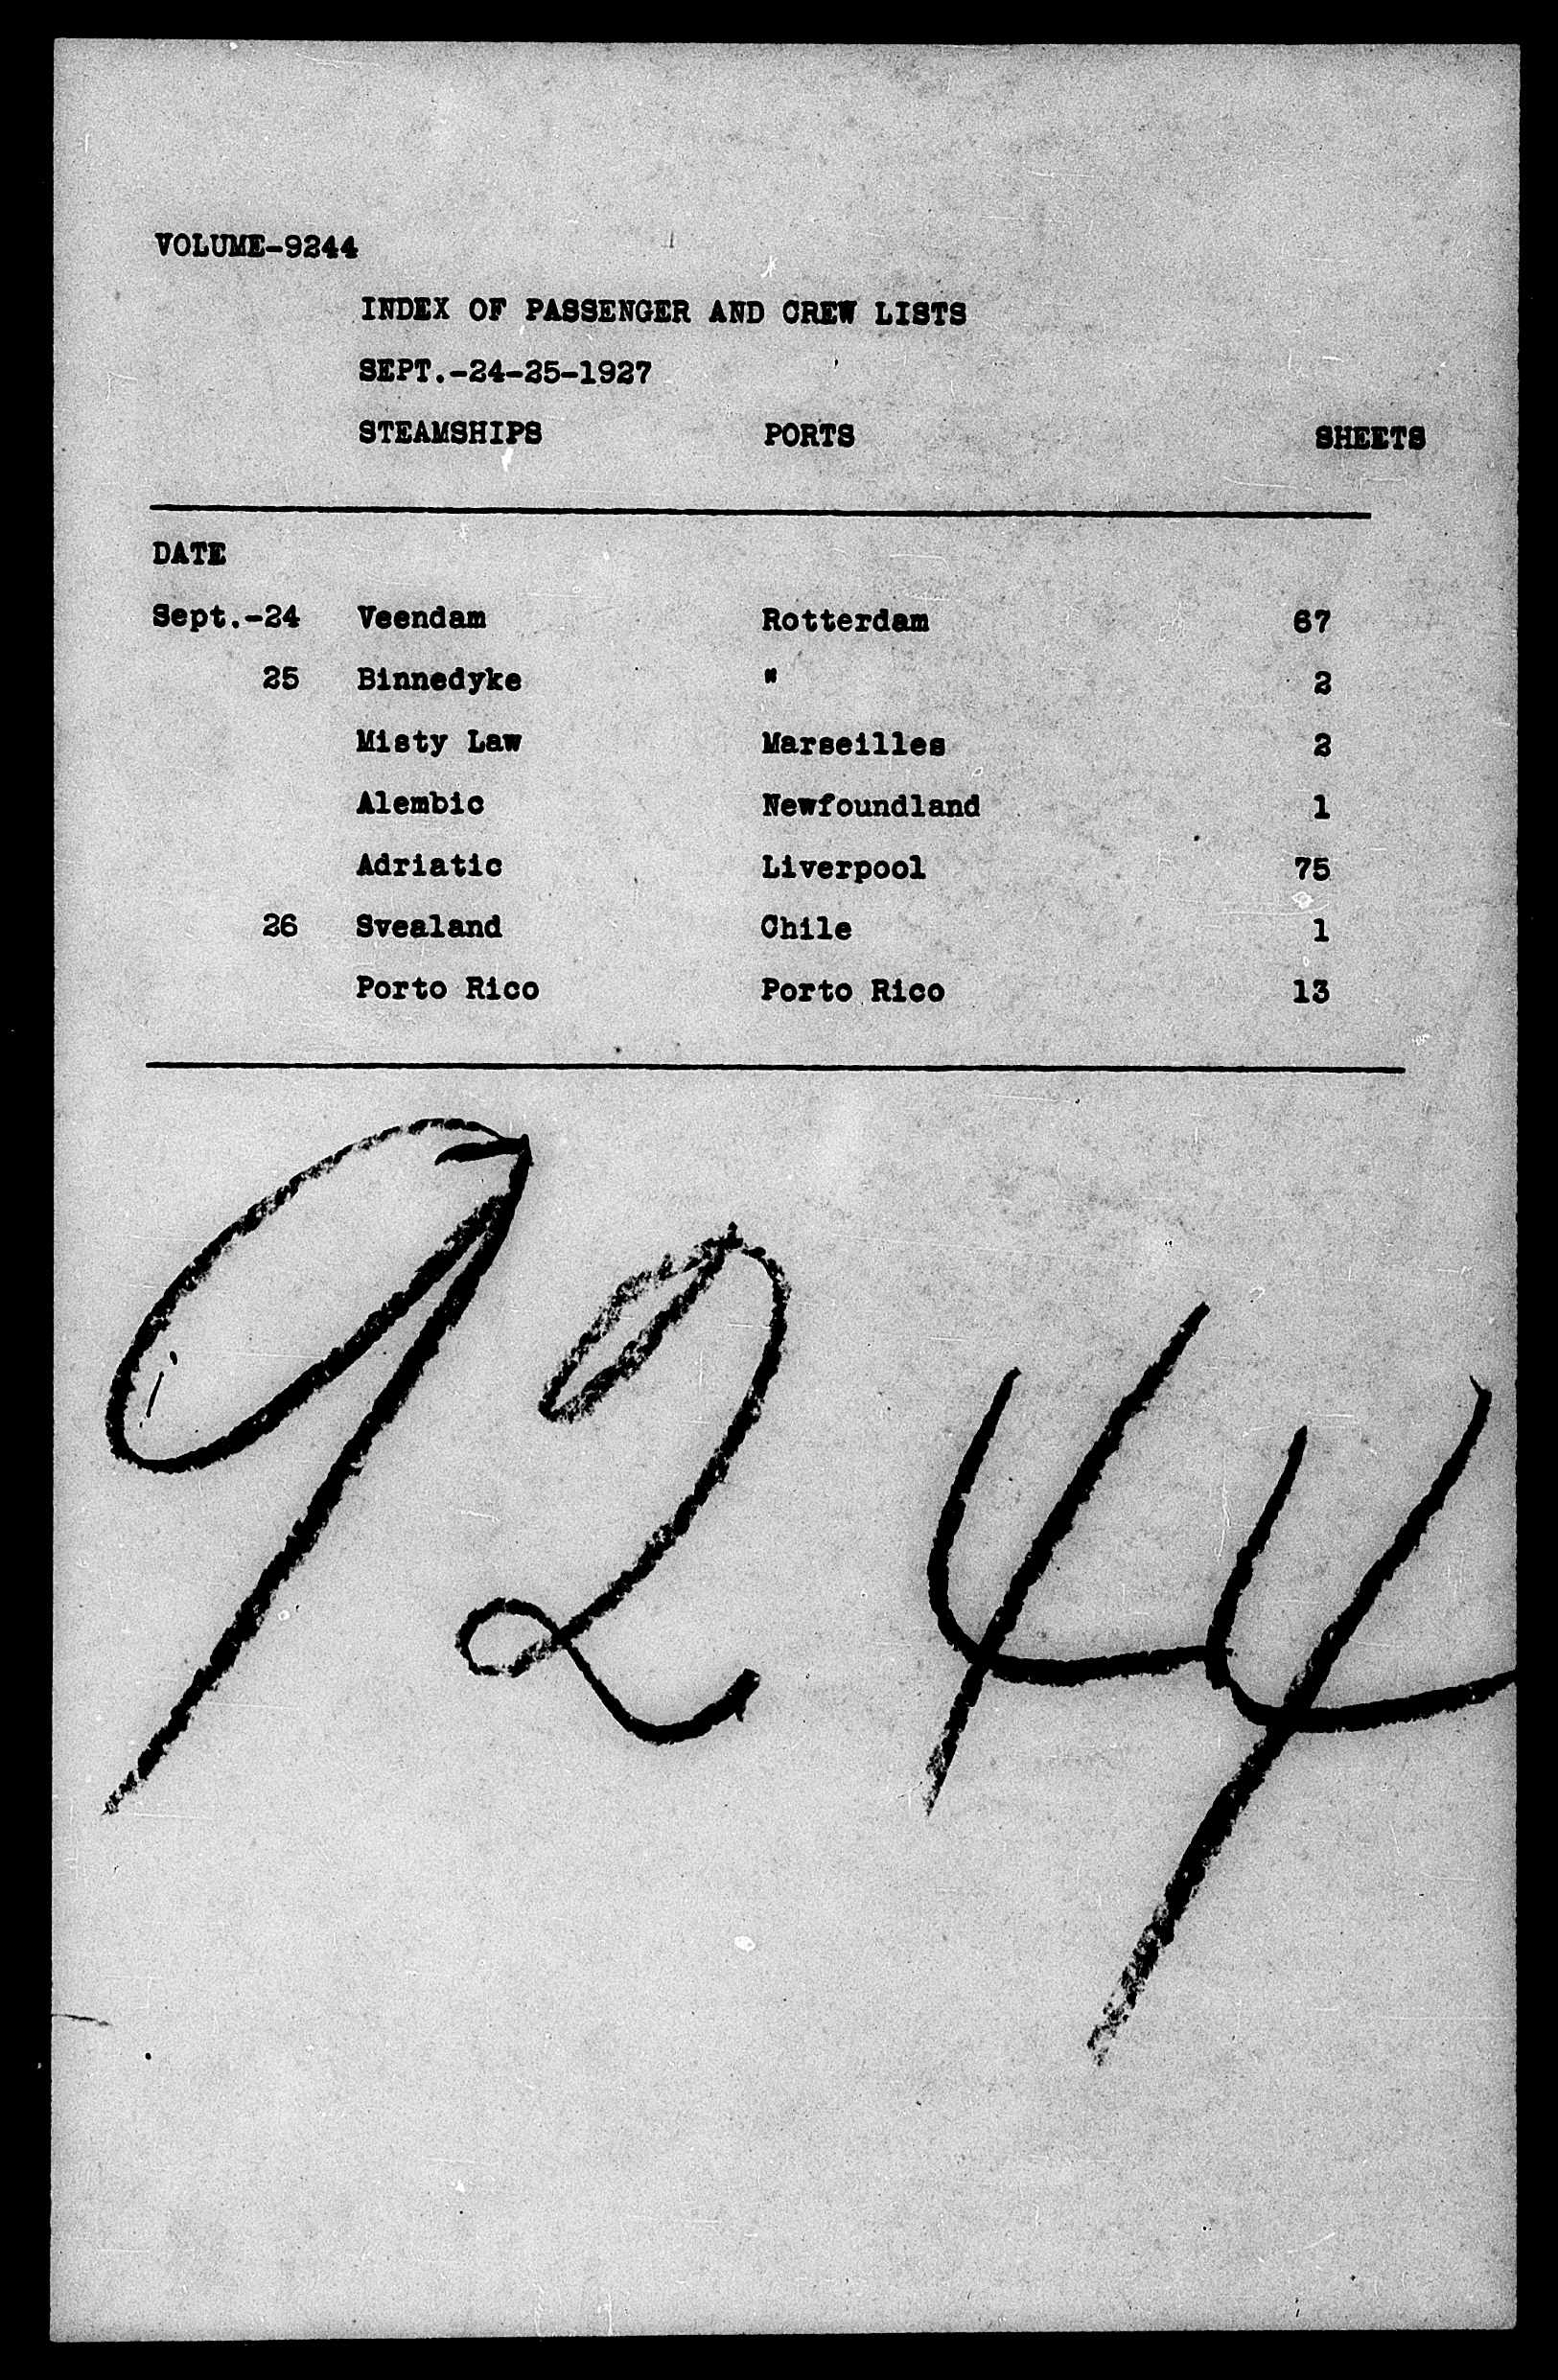 VOLUME-9244
INDEX OF PASSENGER AND CREW LISTS
SEPT.-24-25-1927
STEAMSHIPS PORTS SHEETS
DATE
Sept.-24 Veendam Rotterdam 67
25 Binnedyke " 2
Misty Law Marseilles 2
Alembic Newfoundland 1
Adriatic Liverpool 75
26 Svealand Chile 1
Porto Rico Porto Rico 13
9244